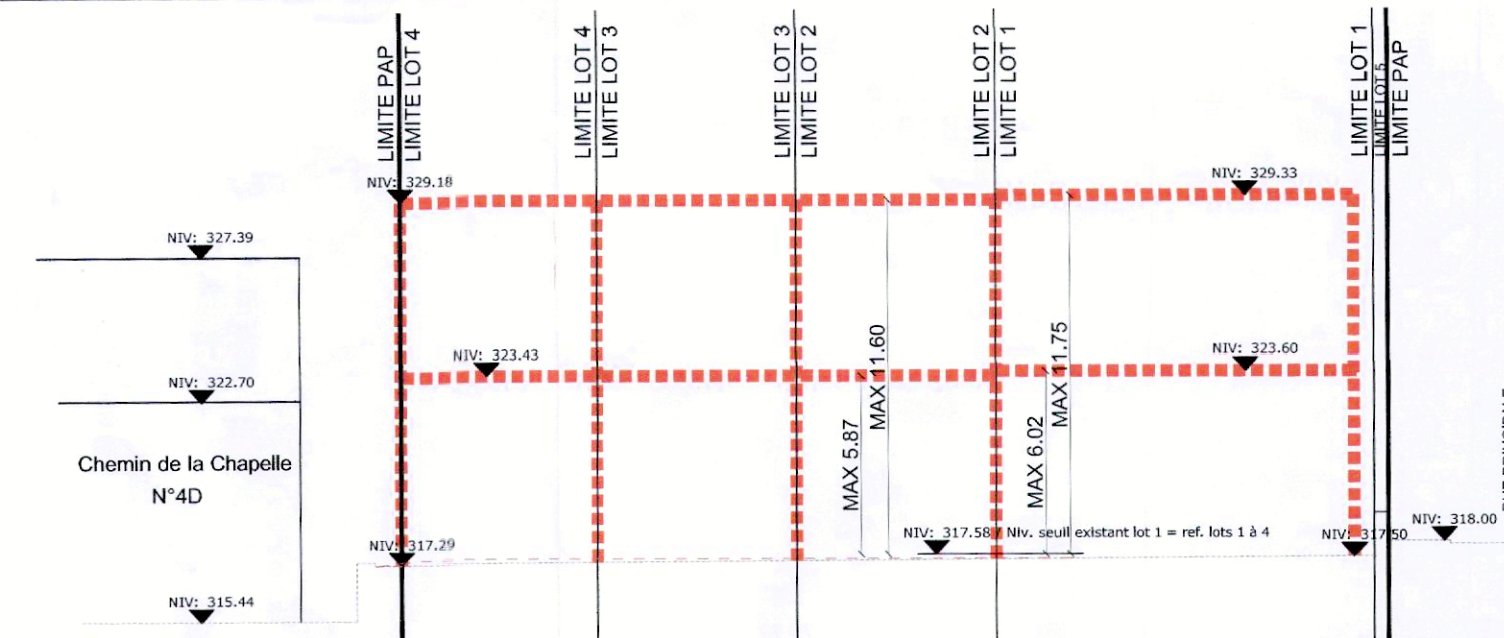 LIMITE PAP
LIMITE LOT 4
LIMITE LOT 4
LIMITE LOT 3
LIMITE LOT 3
LIMITE LOT 2
LIMITE LOT 2
LIMITE LOT 1
LIMITE LOT 1
LIMITE LOT 5
LIMITE PAP
NIV: 329.18
NIV: 329.33
NIV: 327.39
NIV: 323.43
NIV: 323.60
NIV: 322.70
MAX 5.87
MAX 11.60
MAX 6.02
MAX 11.75
Chemin de la Chapelle
N°4D
NIV: 317.29
NIV: 317.58 / Niv. seuil existant lot 1 = ref. lots 1 à 4
NIV: 317.50
NIV: 318.00
NIV: 315.44